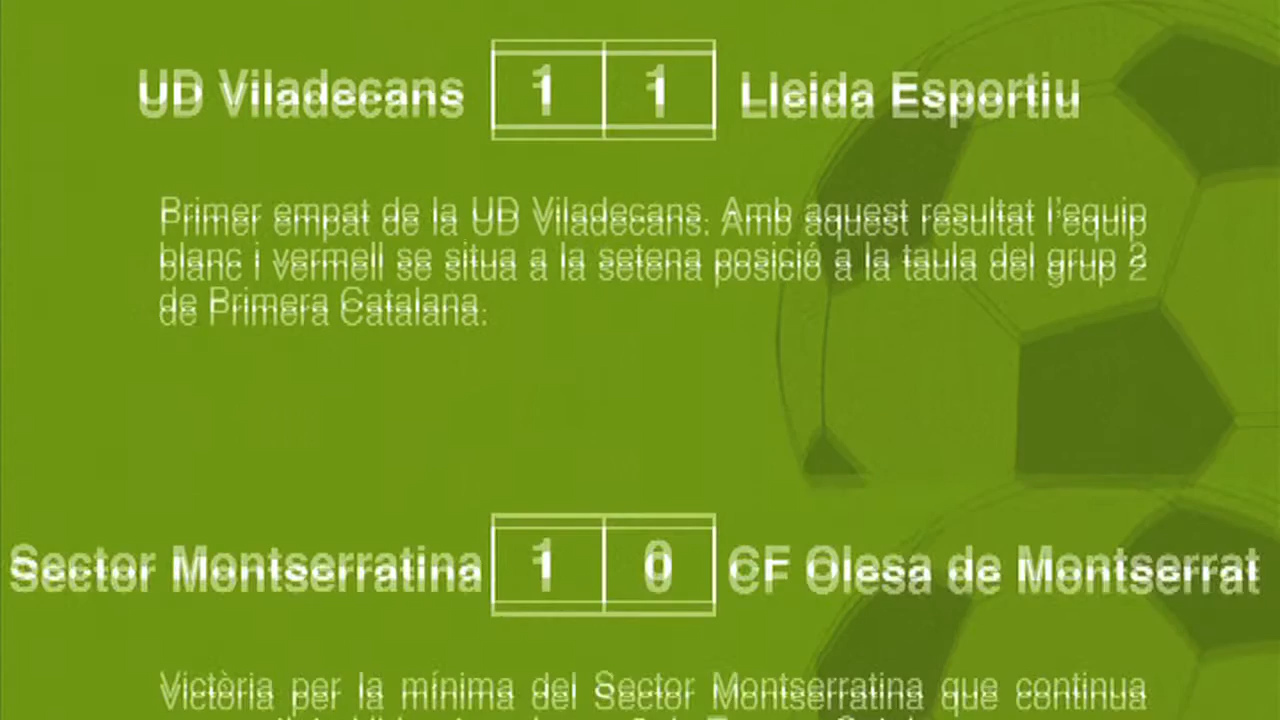 UD Viladecans 1 1 Lleida Esportiu
Primer empat de la UD Viladecans. Amb aquest resultat l'equip
blanc i vermell se situa a la setena posició a la taula del grup 2
de Primera Catalana.
Sector Montserratina 1 0 CF Olesa de Montserrat
Victòria per la mínima del Sector Montserratina que continua